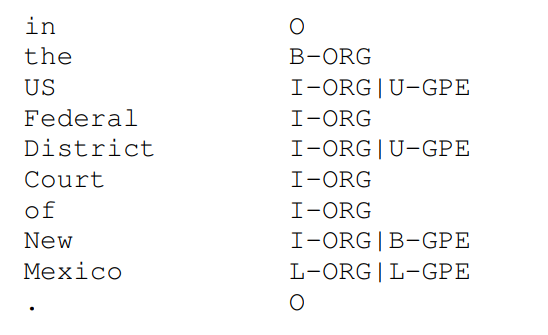 in O
the B-ORG
US I-ORG|U-GPE
Federal I-ORG
District I-ORG|U-GPE
Court I-ORG
of I-ORG
New I-ORG|B-GPE
Mexico L-ORG|L-GPE
. O